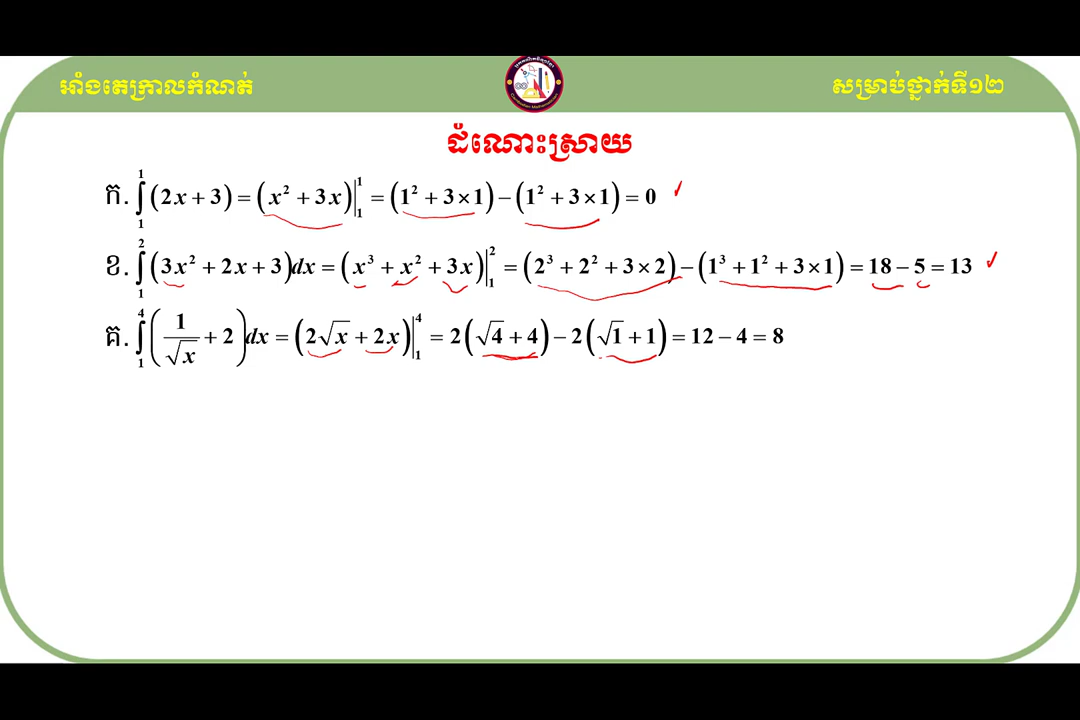 អាំងតេក្រាលកំណត់
សម្រាប់ថ្នាក់ទី១២
ដំណោះស្រាយ
ក. ∫₁¹ (2x + 3) = (x² + 3x)|₁¹ = (1² + 3×1) − (1² + 3×1) = 0 ✓
ខ. ∫₁² (3x² + 2x + 3)dx = (x³ + x² + 3x)|₁² = (2³ + 2² + 3×2) − (1³ + 1² + 3×1) = 18 − 5 = 13 ✓
គ. ∫₁⁴ (1/√x + 2)dx = (2√x + 2x)|₁⁴ = 2(√4 + 4) − 2(√1 + 1) = 12 − 4 = 8